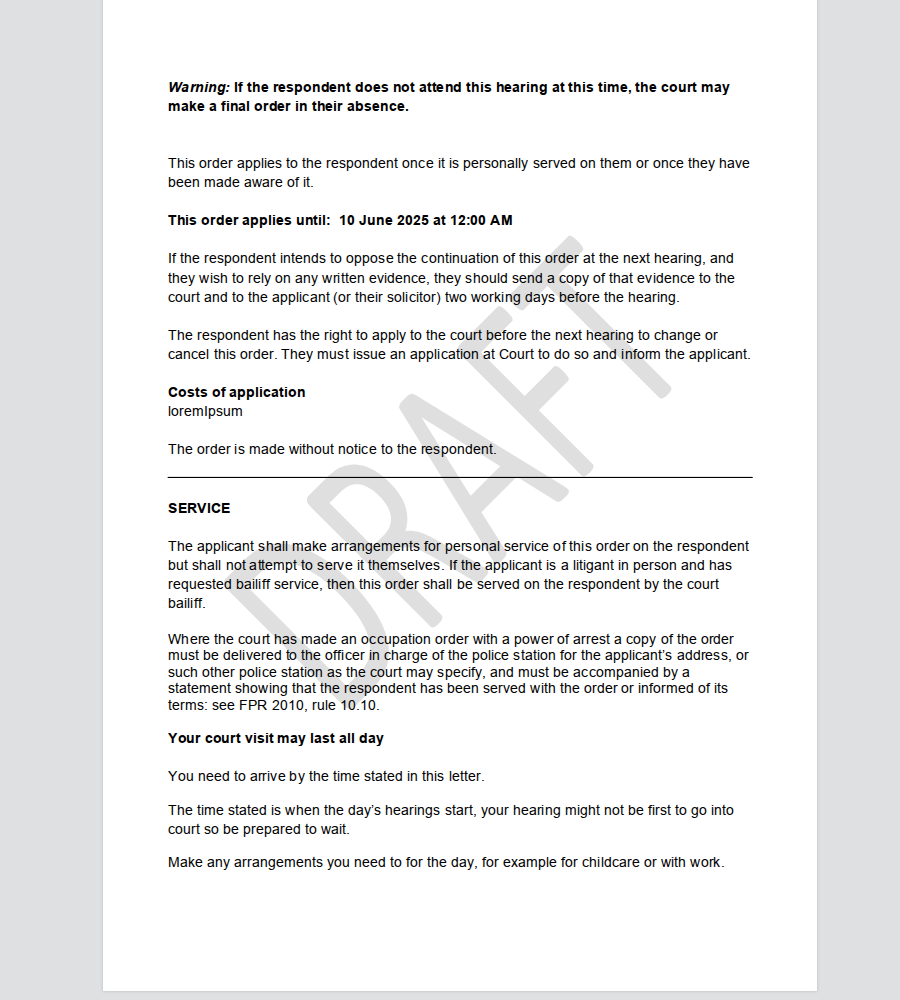 Warning: If the respondent does not attend this hearing at this time, the court may
make a final order in their absence.
This order applies to the respondent once it is personally served on them or once they have
been made aware of it.
This order applies until:  10 June 2025 at 12:00 AM
If the respondent intends to oppose the continuation of this order at the next hearing, and
they wish to rely on any written evidence, they should send a copy of that evidence to the
court and to the applicant (or their solicitor) two working days before the hearing.
The respondent has the right to apply to the court before the next hearing to change or
cancel this order. They must issue an application at Court to do so and inform the applicant.
Costs of application
loremIpsum
The order is made without notice to the respondent.
SERVICE
The applicant shall make arrangements for personal service of this order on the respondent
but shall not attempt to serve it themselves. If the applicant is a litigant in person and has
requested bailiff service, then this order shall be served on the respondent by the court
bailiff.
Where the court has made an occupation order with a power of arrest a copy of the order
must be delivered to the officer in charge of the police station for the applicant’s address, or
such other police station as the court may specify, and must be accompanied by a
statement showing that the respondent has been served with the order or informed of its
terms: see FPR 2010, rule 10.10.
Your court visit may last all day
You need to arrive by the time stated in this letter.
The time stated is when the day’s hearings start, your hearing might not be first to go into
court so be prepared to wait.
Make any arrangements you need to for the day, for example for childcare or with work.
DRAFT